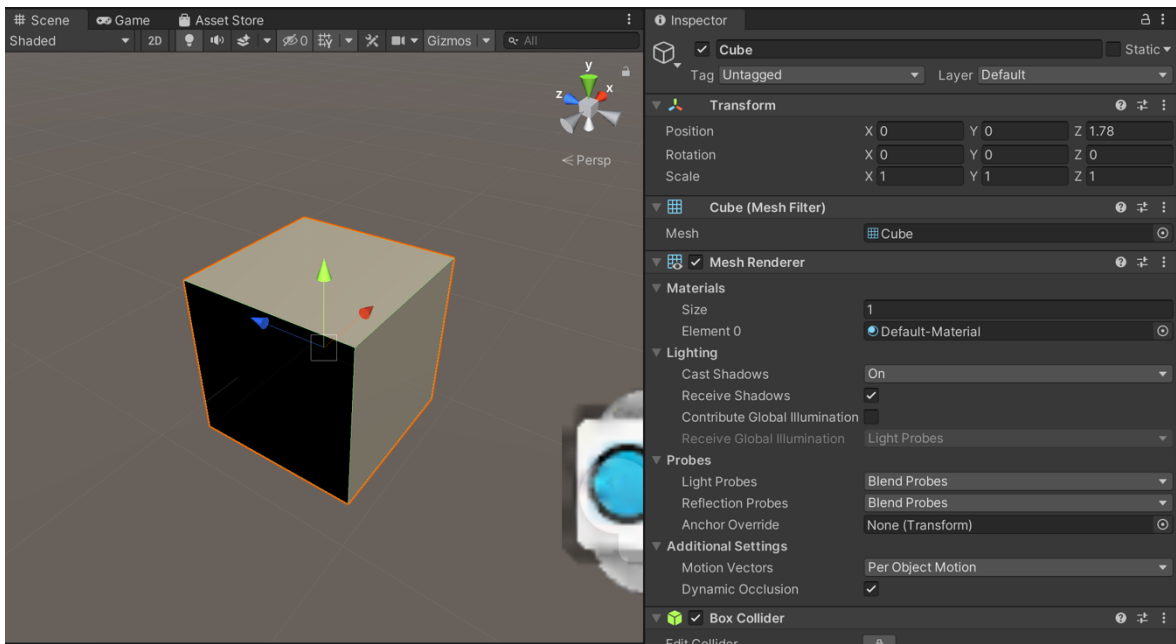 Scene Game Asset Store
Shaded 2D 0 Gizmos All
y
z x
Persp
Inspector
Cube Static
Tag Untagged Layer Default
Transform
Position X 0 Y 0 Z 1.78
Rotation X 0 Y 0 Z 0
Scale X 1 Y 1 Z 1
Cube (Mesh Filter)
Mesh Cube
Mesh Renderer
Materials
Size 1
Element 0 Default-Material
Lighting
Cast Shadows On
Receive Shadows
Contribute Global Illumination
Receive Global Illumination Light Probes
Probes
Light Probes Blend Probes
Reflection Probes Blend Probes
Anchor Override None (Transform)
Additional Settings
Motion Vectors Per Object Motion
Dynamic Occlusion
Box Collider
Edit Collider